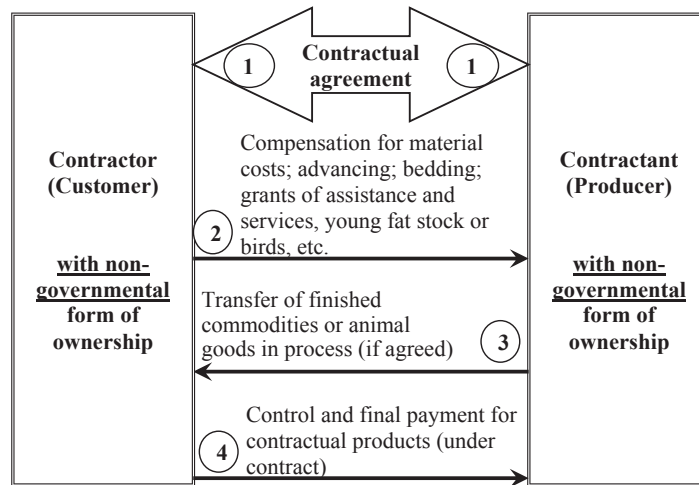 1
Contractual
agreement
1
Contractor
(Customer)
with non-
governmental
form of
ownership
Compensation for material
costs; advancing; bedding;
grants of assistance and
services, young fat stock or
birds, etc.
2
Transfer of finished
commodities or animal
goods in process (if agreed)
3
Control and final payment for
contractual products (under
contract)
4
Contractant
(Producer)
with non-
governmental
form of
ownership